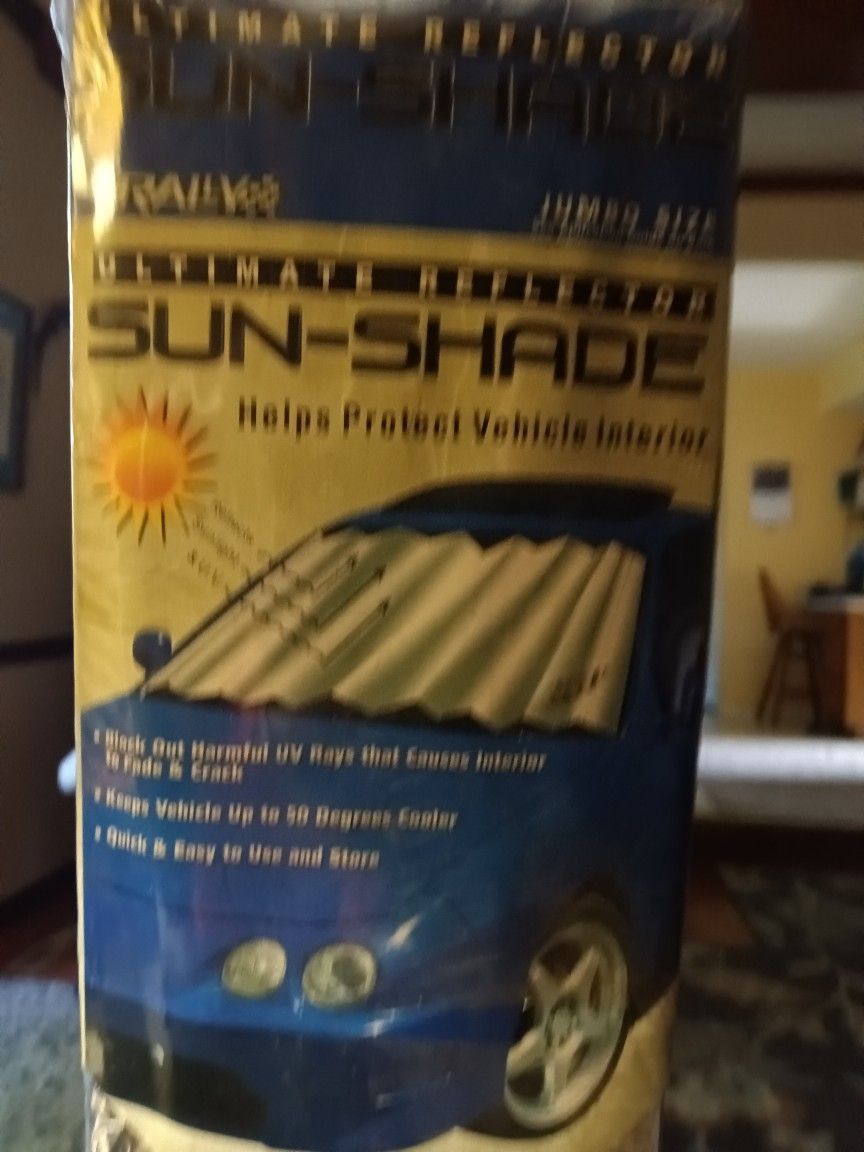 ULTIMATE REFLECTOR
SUN-SHADE
RALLY
JUMBO SIZE
ULTIMATE REFLECTOR
SUN-SHADE
Helps Protect Vehicle Interior
• Block Out Harmful UV Rays that Causes Interior
to Fade & Crack
• Keeps Vehicle Up to 50 Degrees Cooler
• Quick & Easy to Use and Store